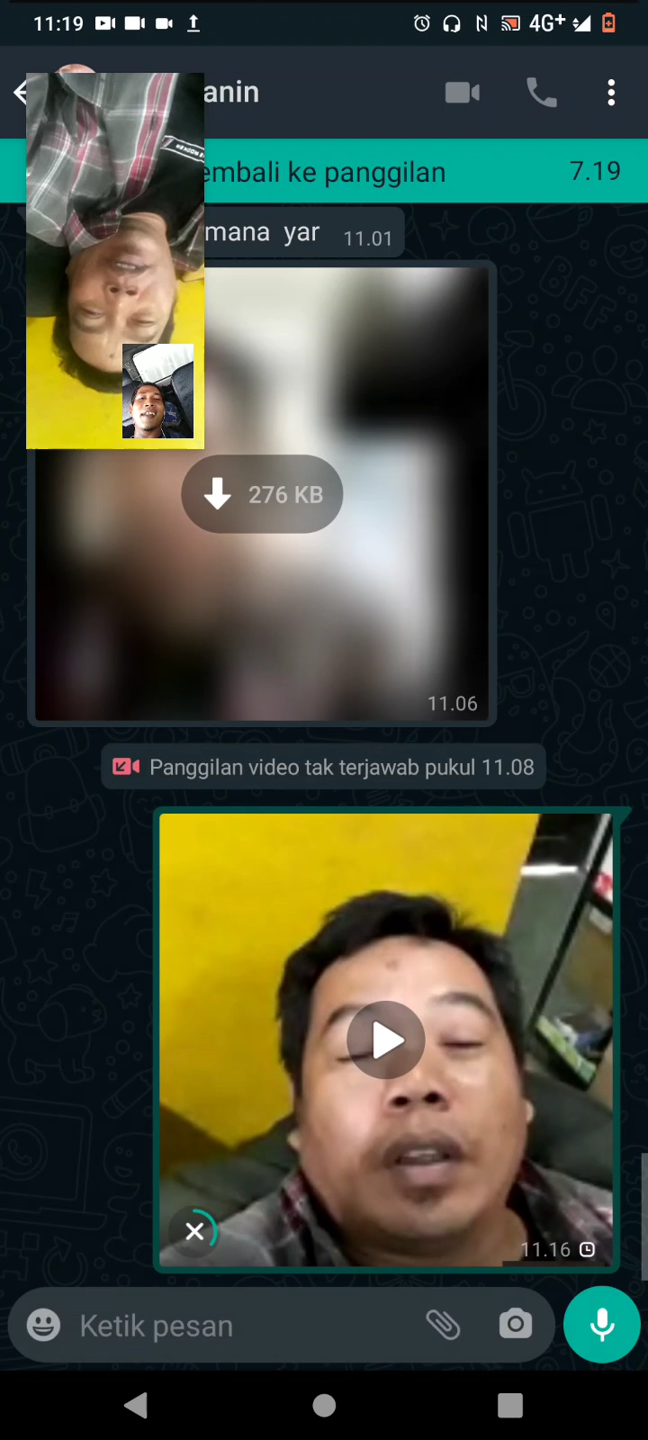 11:19
4G+
anin
embali ke panggilan
7.19
mana yar
11.01
276 KB
11.06
Panggilan video tak terjawab pukul 11.08
11.16
Ketik pesan